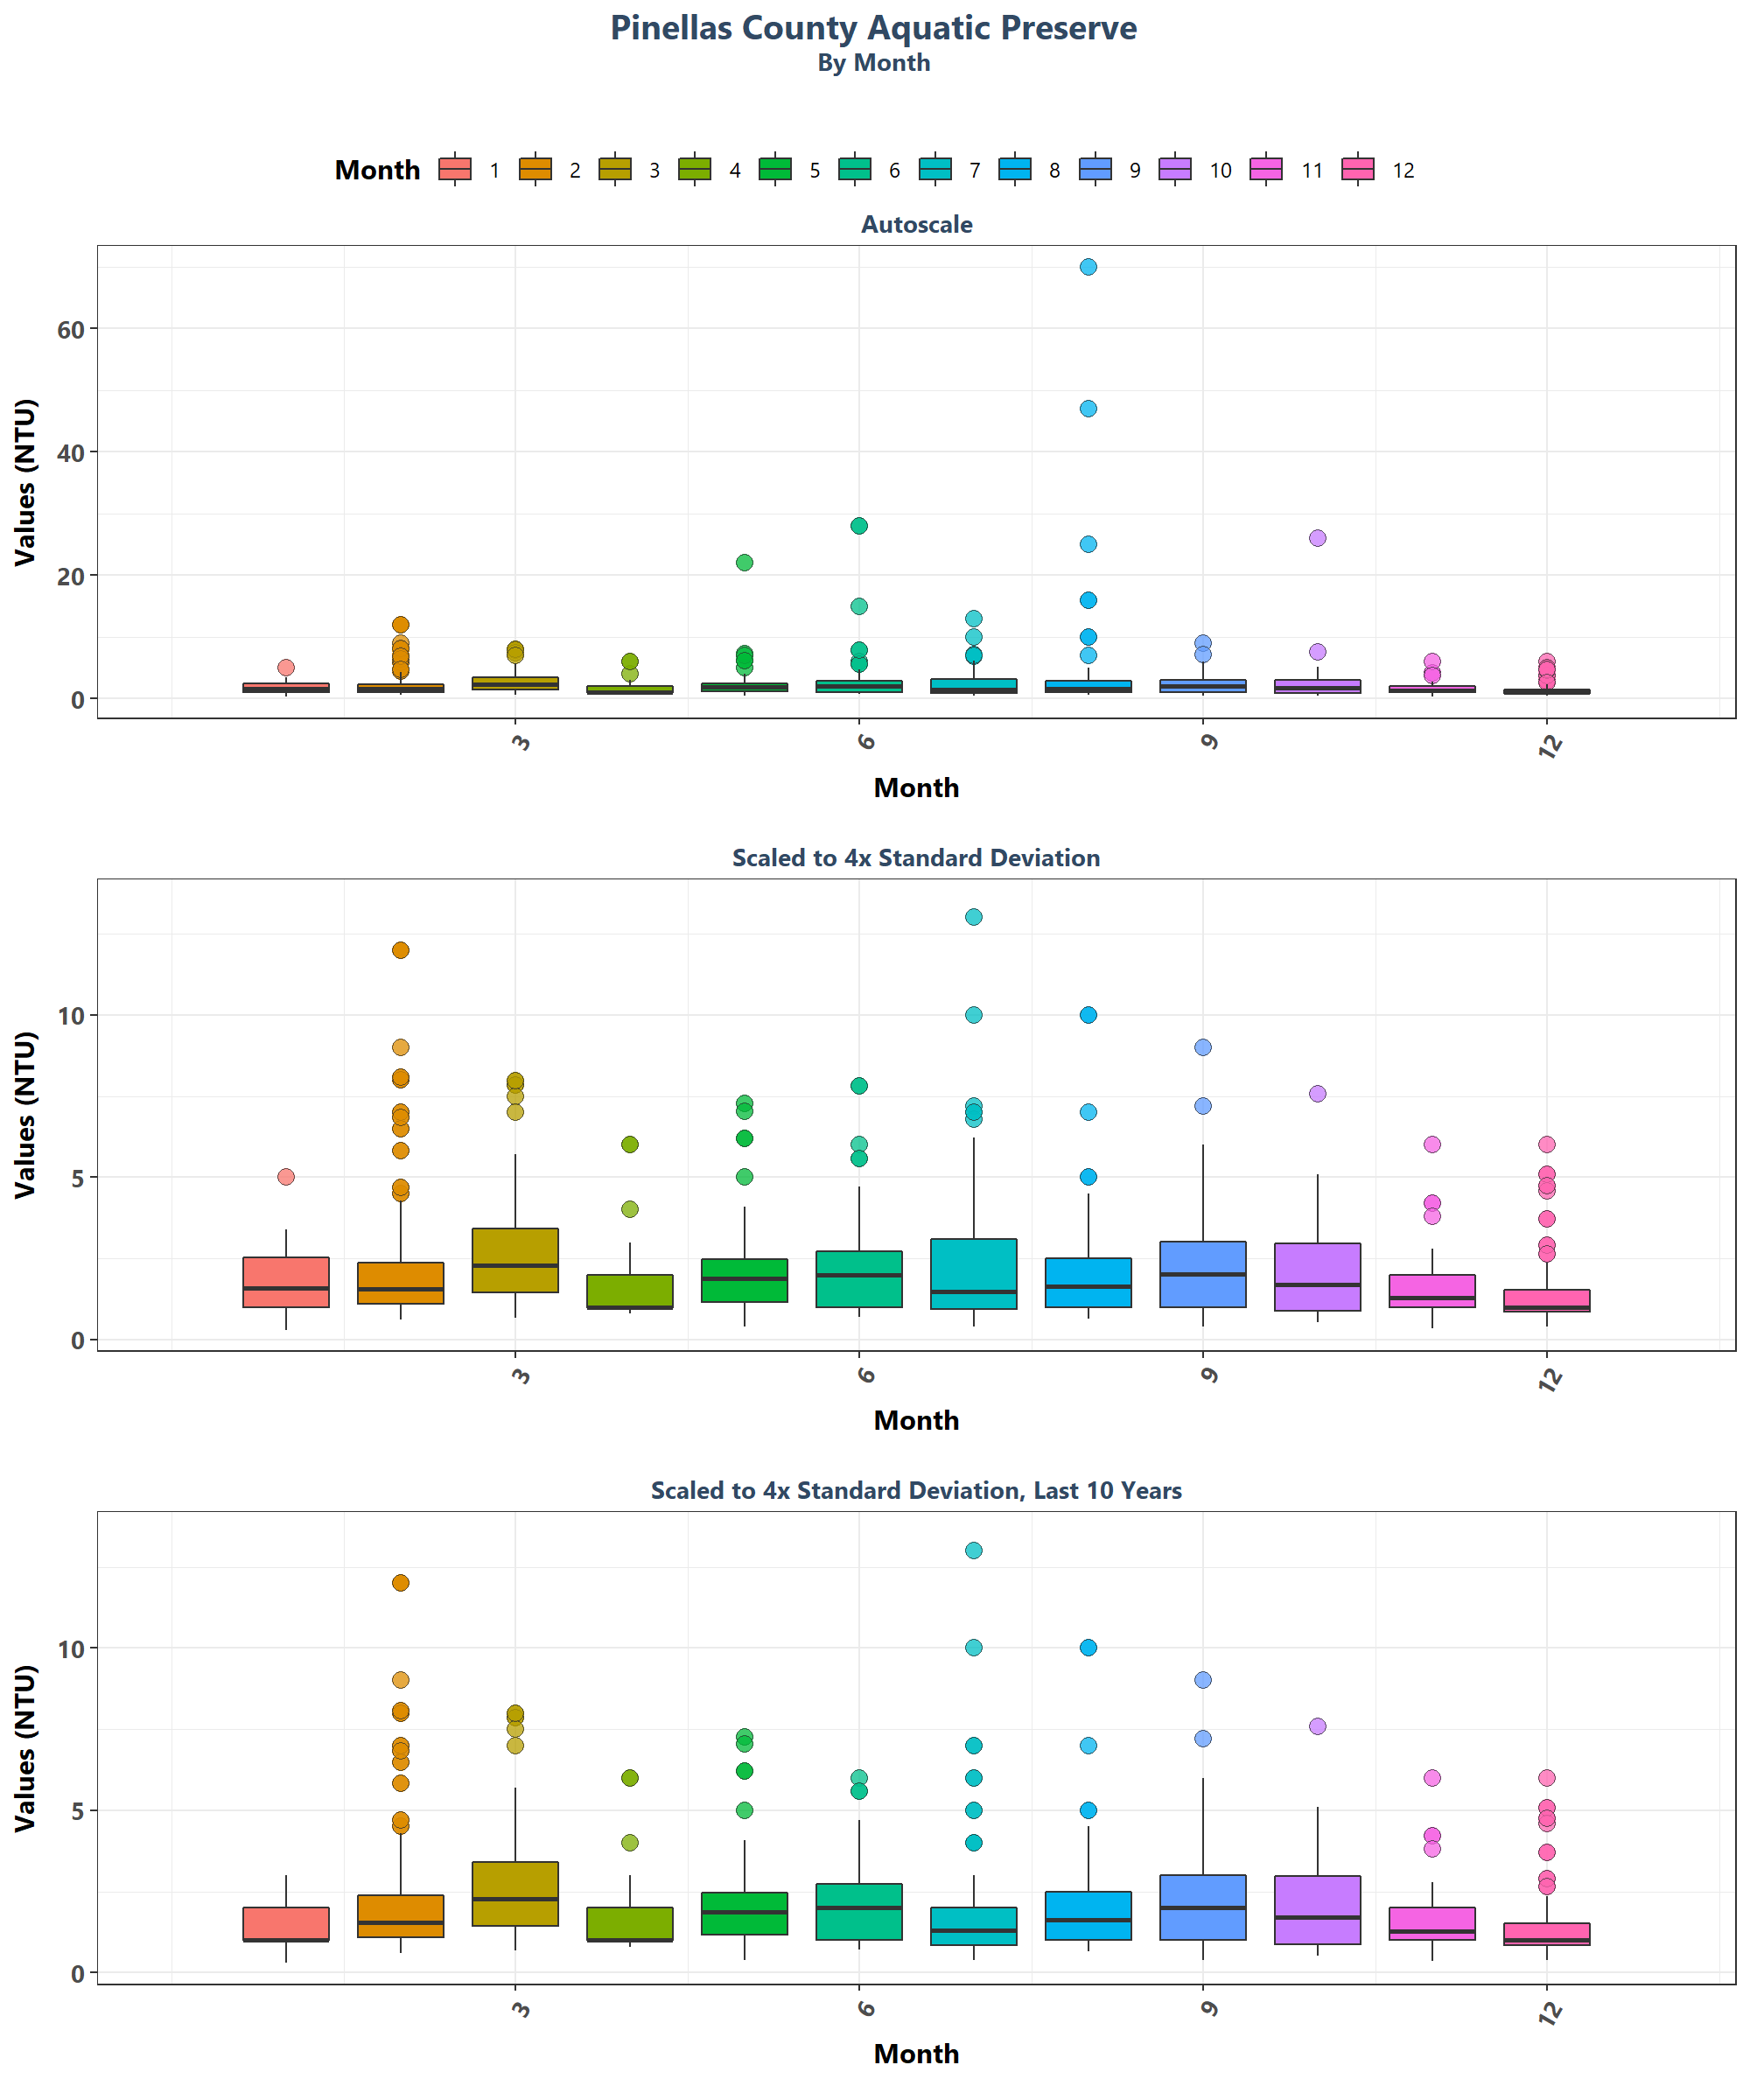 Pinellas County Aquatic Preserve
By Month
Month 1 2 3 4 5 6 7 8 9 10 11 12
Autoscale
Values (NTU)
60
40
20
0
3 6 9 12
Month
Scaled to 4x Standard Deviation
Values (NTU)
10
5
0
3 6 9 12
Month
Scaled to 4x Standard Deviation, Last 10 Years
Values (NTU)
10
5
0
3 6 9 12
Month